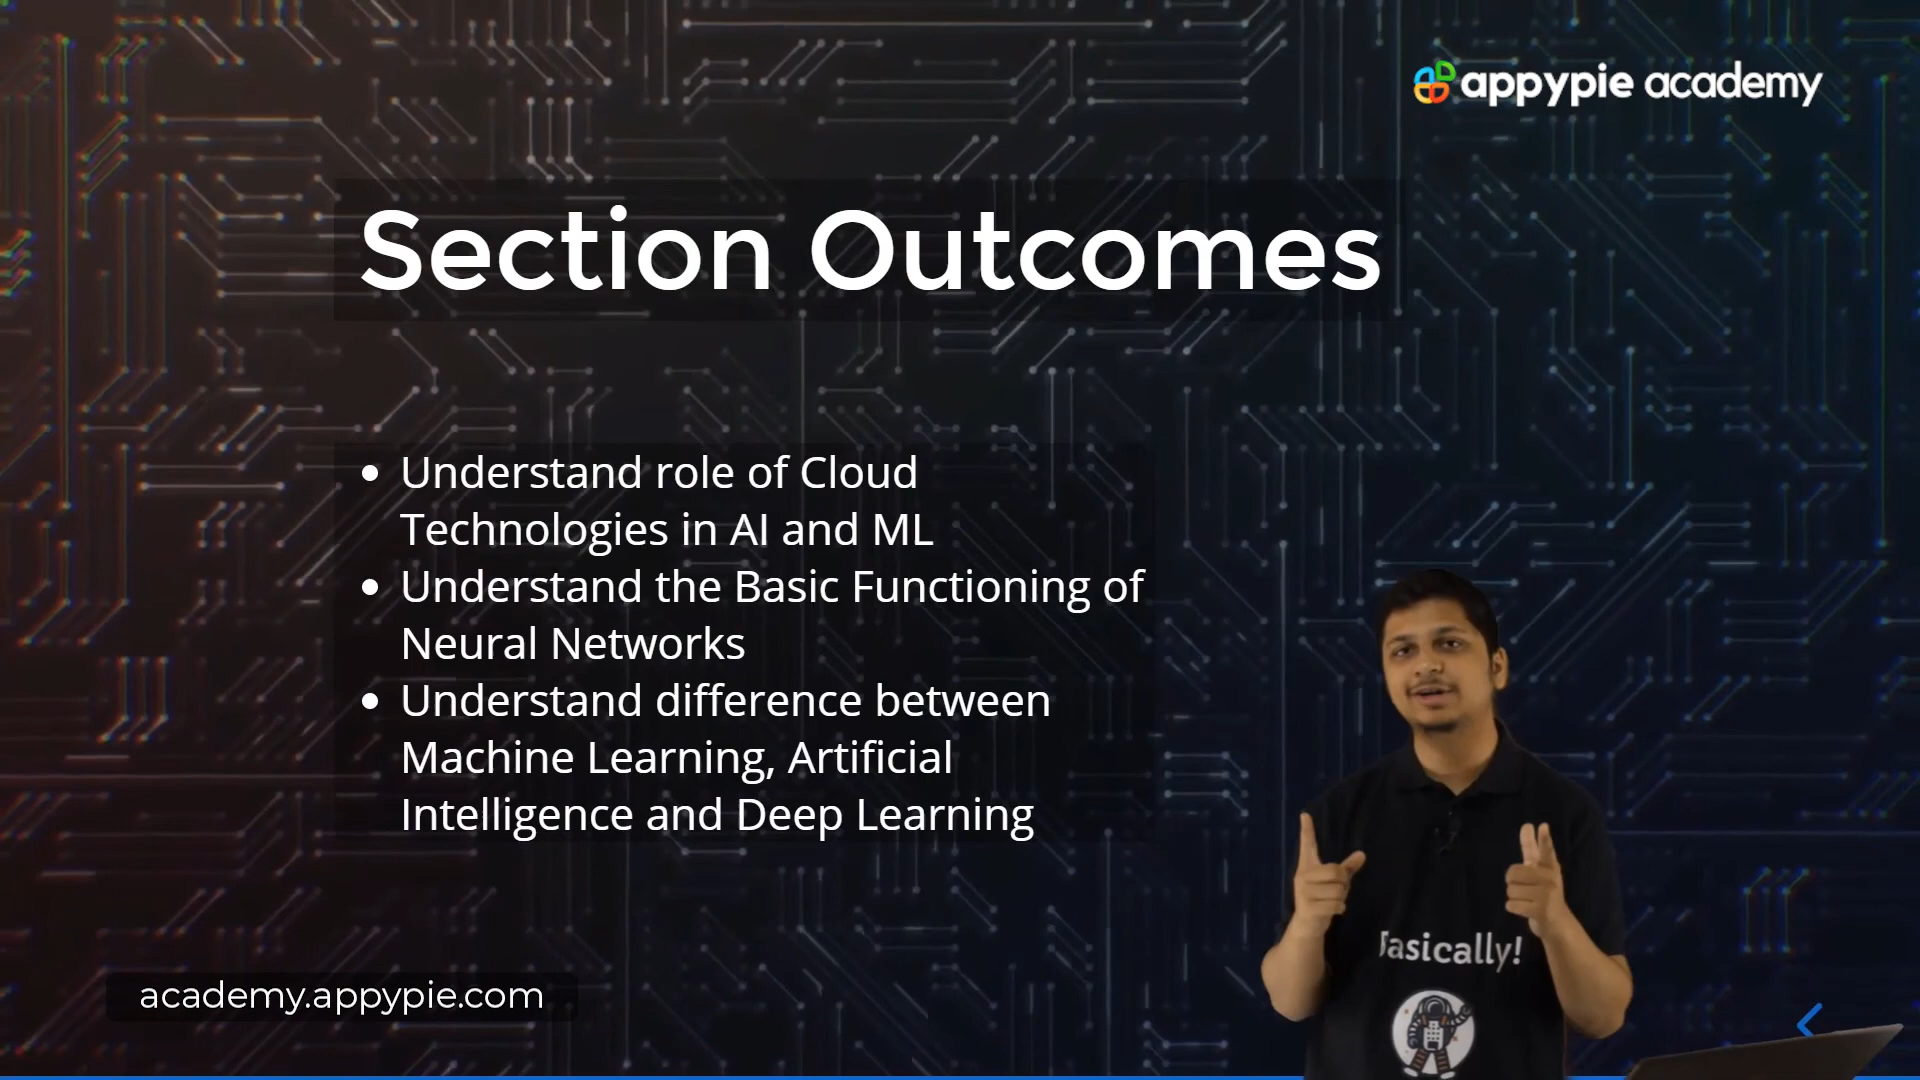 appypie academy
Section Outcomes
• Understand role of Cloud
Technologies in AI and ML
• Understand the Basic Functioning of
Neural Networks
• Understand difference between
Machine Learning, Artificial
Intelligence and Deep Learning
Basically!
academy.appypie.com